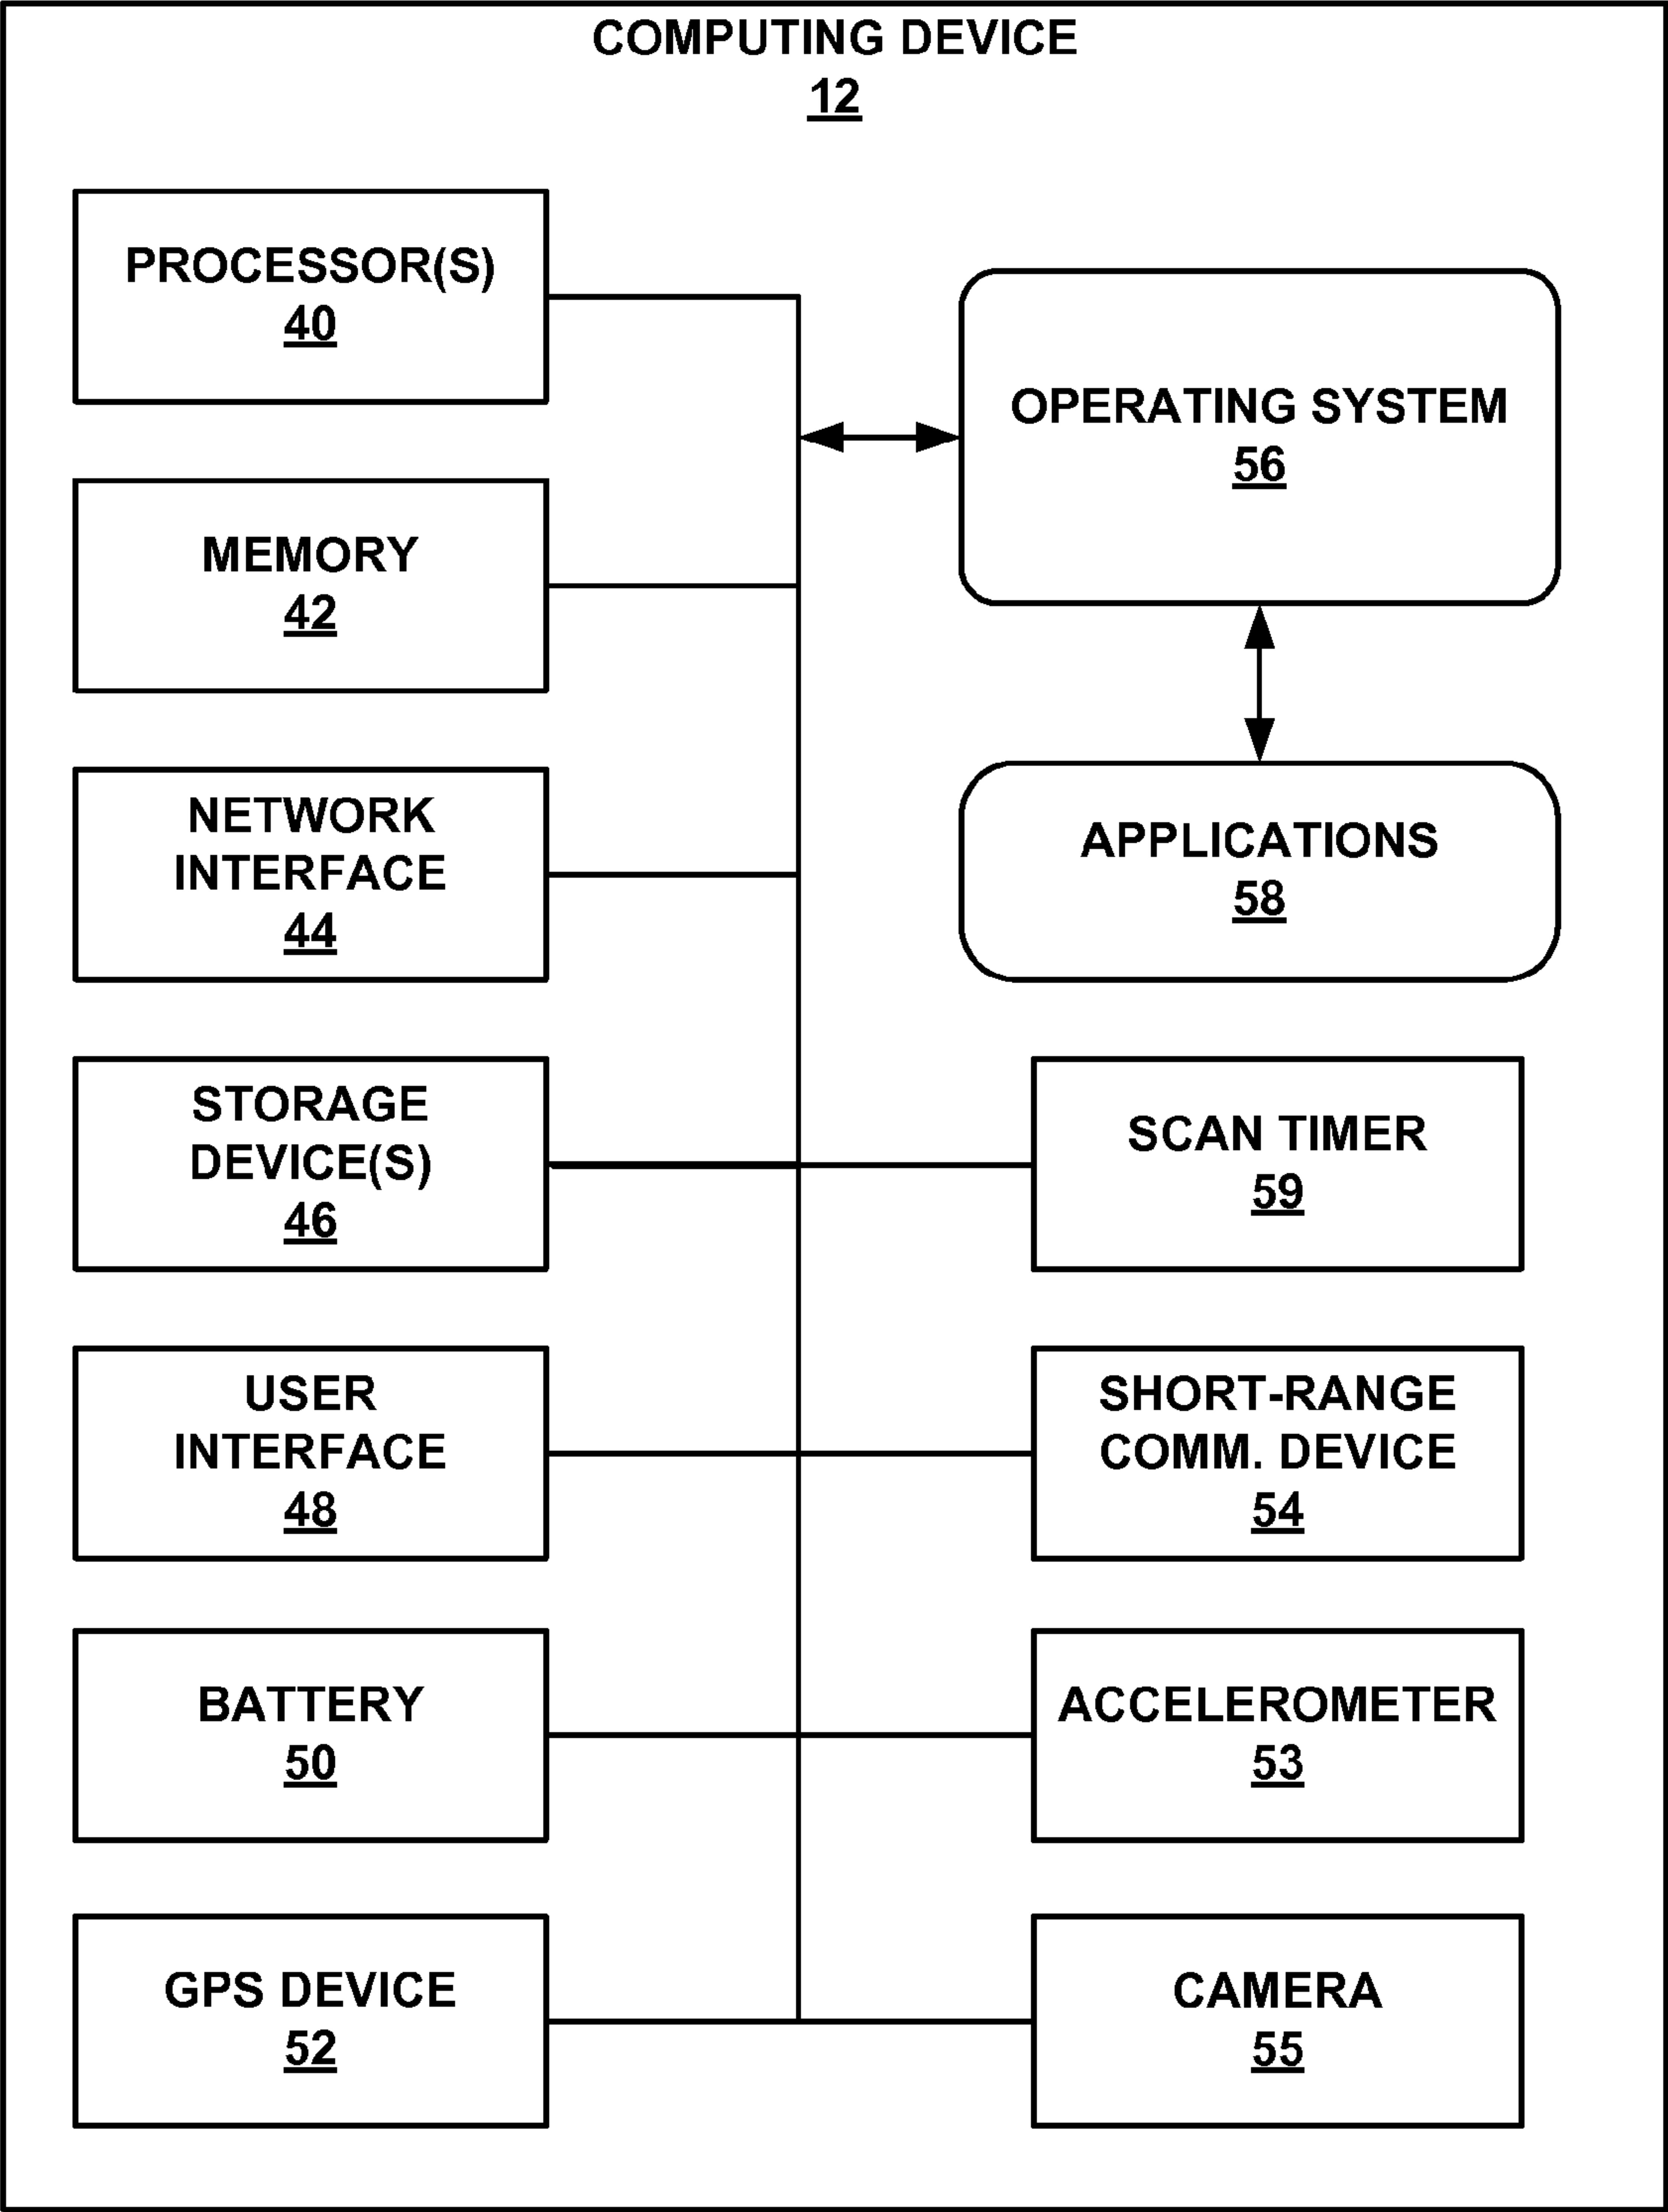 COMPUTING DEVICE
12
PROCESSOR(S)
40
MEMORY
42
NETWORK
INTERFACE
44
STORAGE
DEVICE(S)
46
USER
INTERFACE
48
BATTERY
50
GPS DEVICE
52
OPERATING SYSTEM
56
APPLICATIONS
58
SCAN TIMER
59
SHORT-RANGE
COMM. DEVICE
54
ACCELEROMETER
53
CAMERA
55